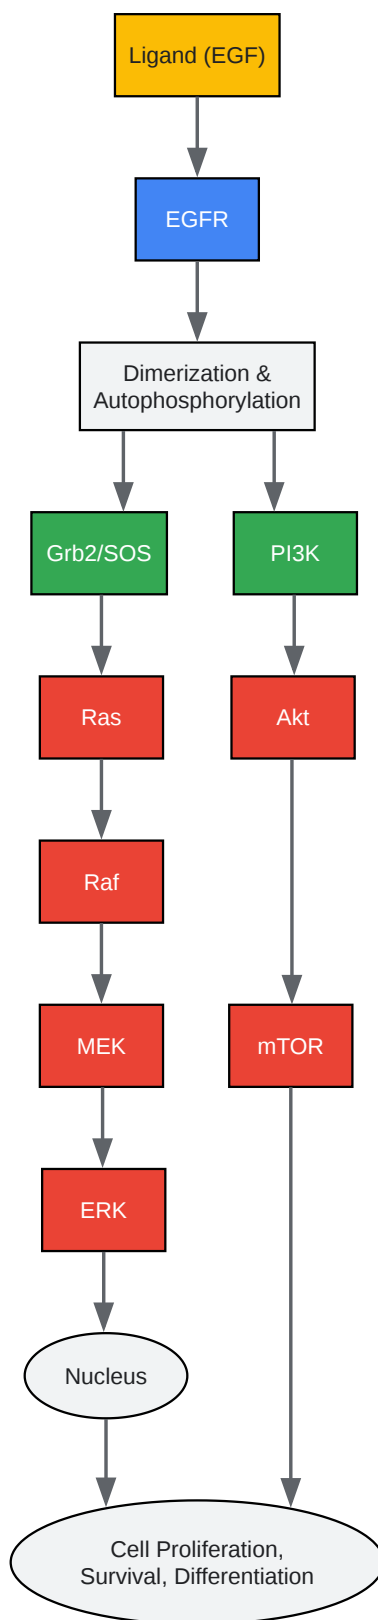 Ligand (EGF)
EGFR
Dimerization &
Autophosphorylation
Grb2/SOS
PI3K
Ras
Akt
Raf
MEK
mTOR
ERK
Nucleus
Cell Proliferation,
Survival, Differentiation